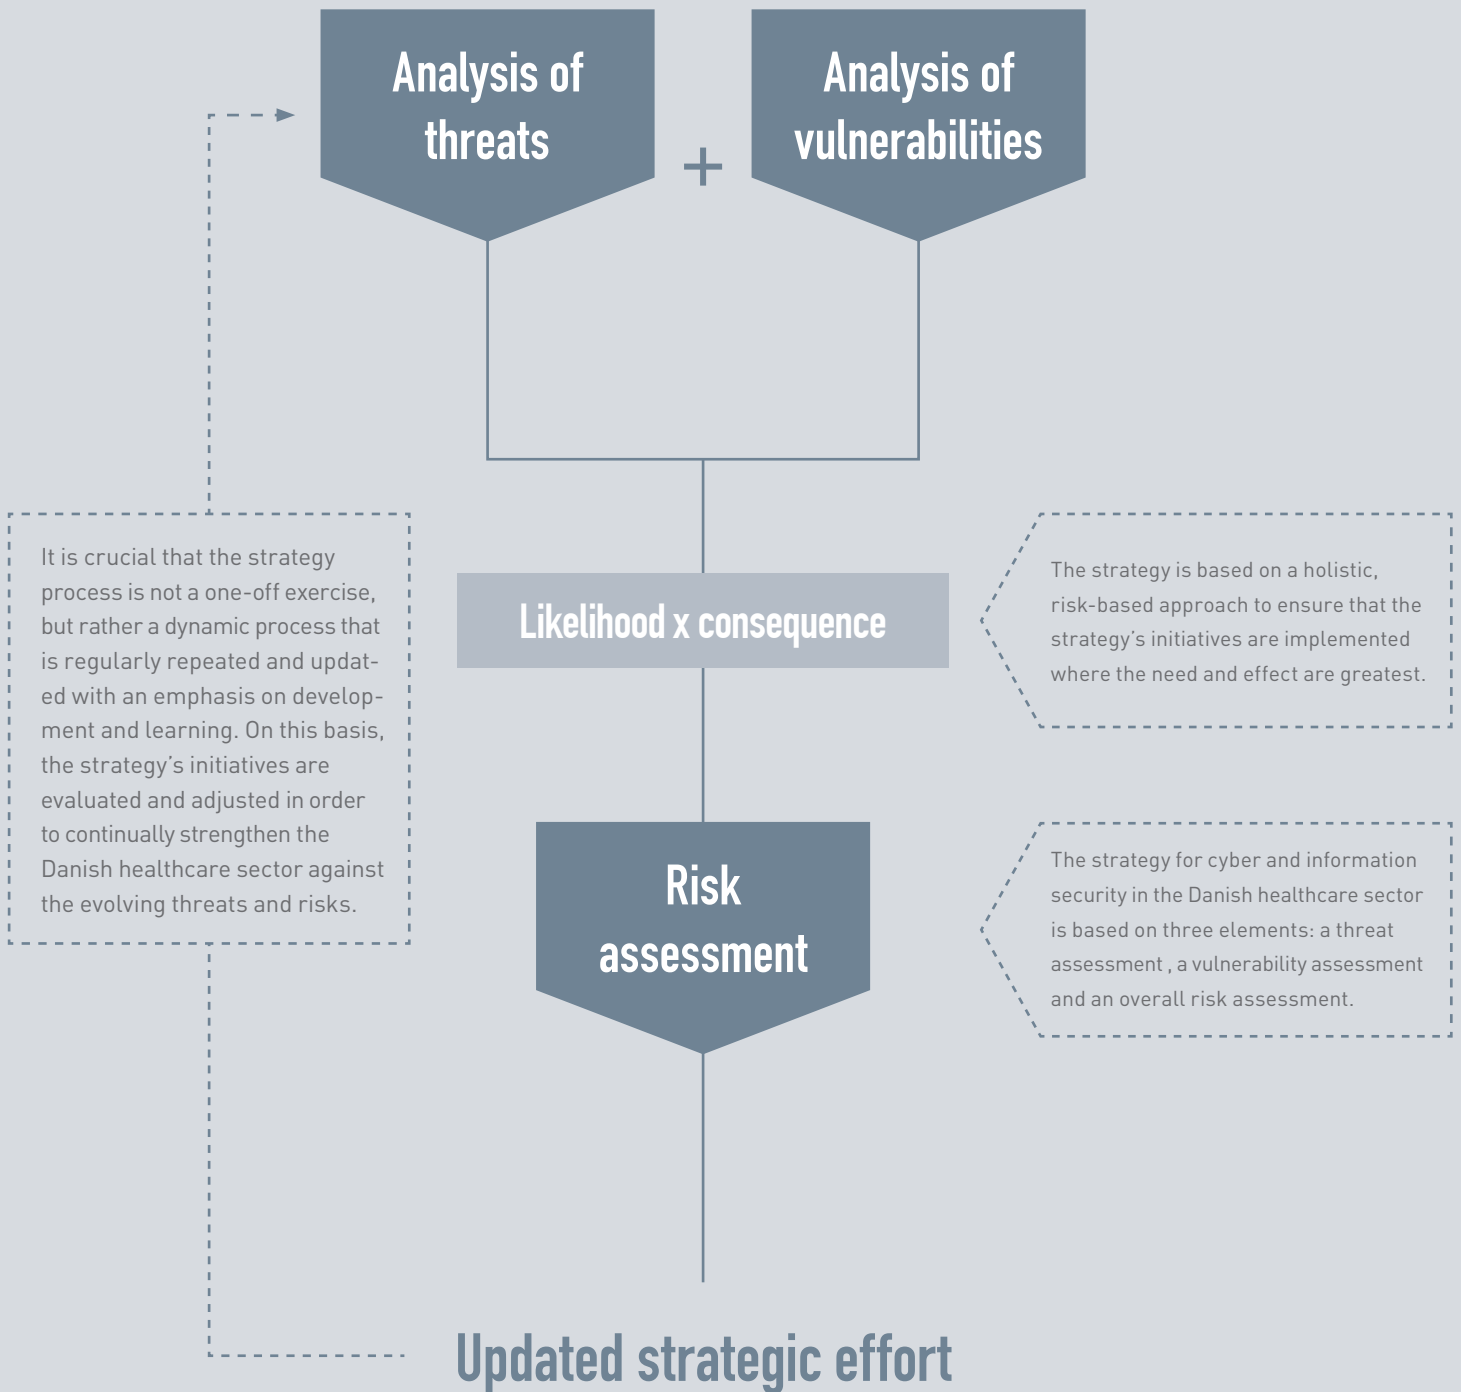 Analysis of
threats
+
Analysis of
vulnerabilities
It is crucial that the strategy
process is not a one-off exercise,
but rather a dynamic process that
is regularly repeated and updat-
ed with an emphasis on develop-
ment and learning. On this basis,
the strategy's initiatives are
evaluated and adjusted in order
to continually strengthen the
Danish healthcare sector against
the evolving threats and risks.
Likelihood x consequence
The strategy is based on a holistic,
risk-based approach to ensure that the
strategy's initiatives are implemented
where the need and effect are greatest.
Risk
assessment
The strategy for cyber and information
security in the Danish healthcare sector
is based on three elements: a threat
assessment , a vulnerability assessment
and an overall risk assessment.
Updated strategic effort